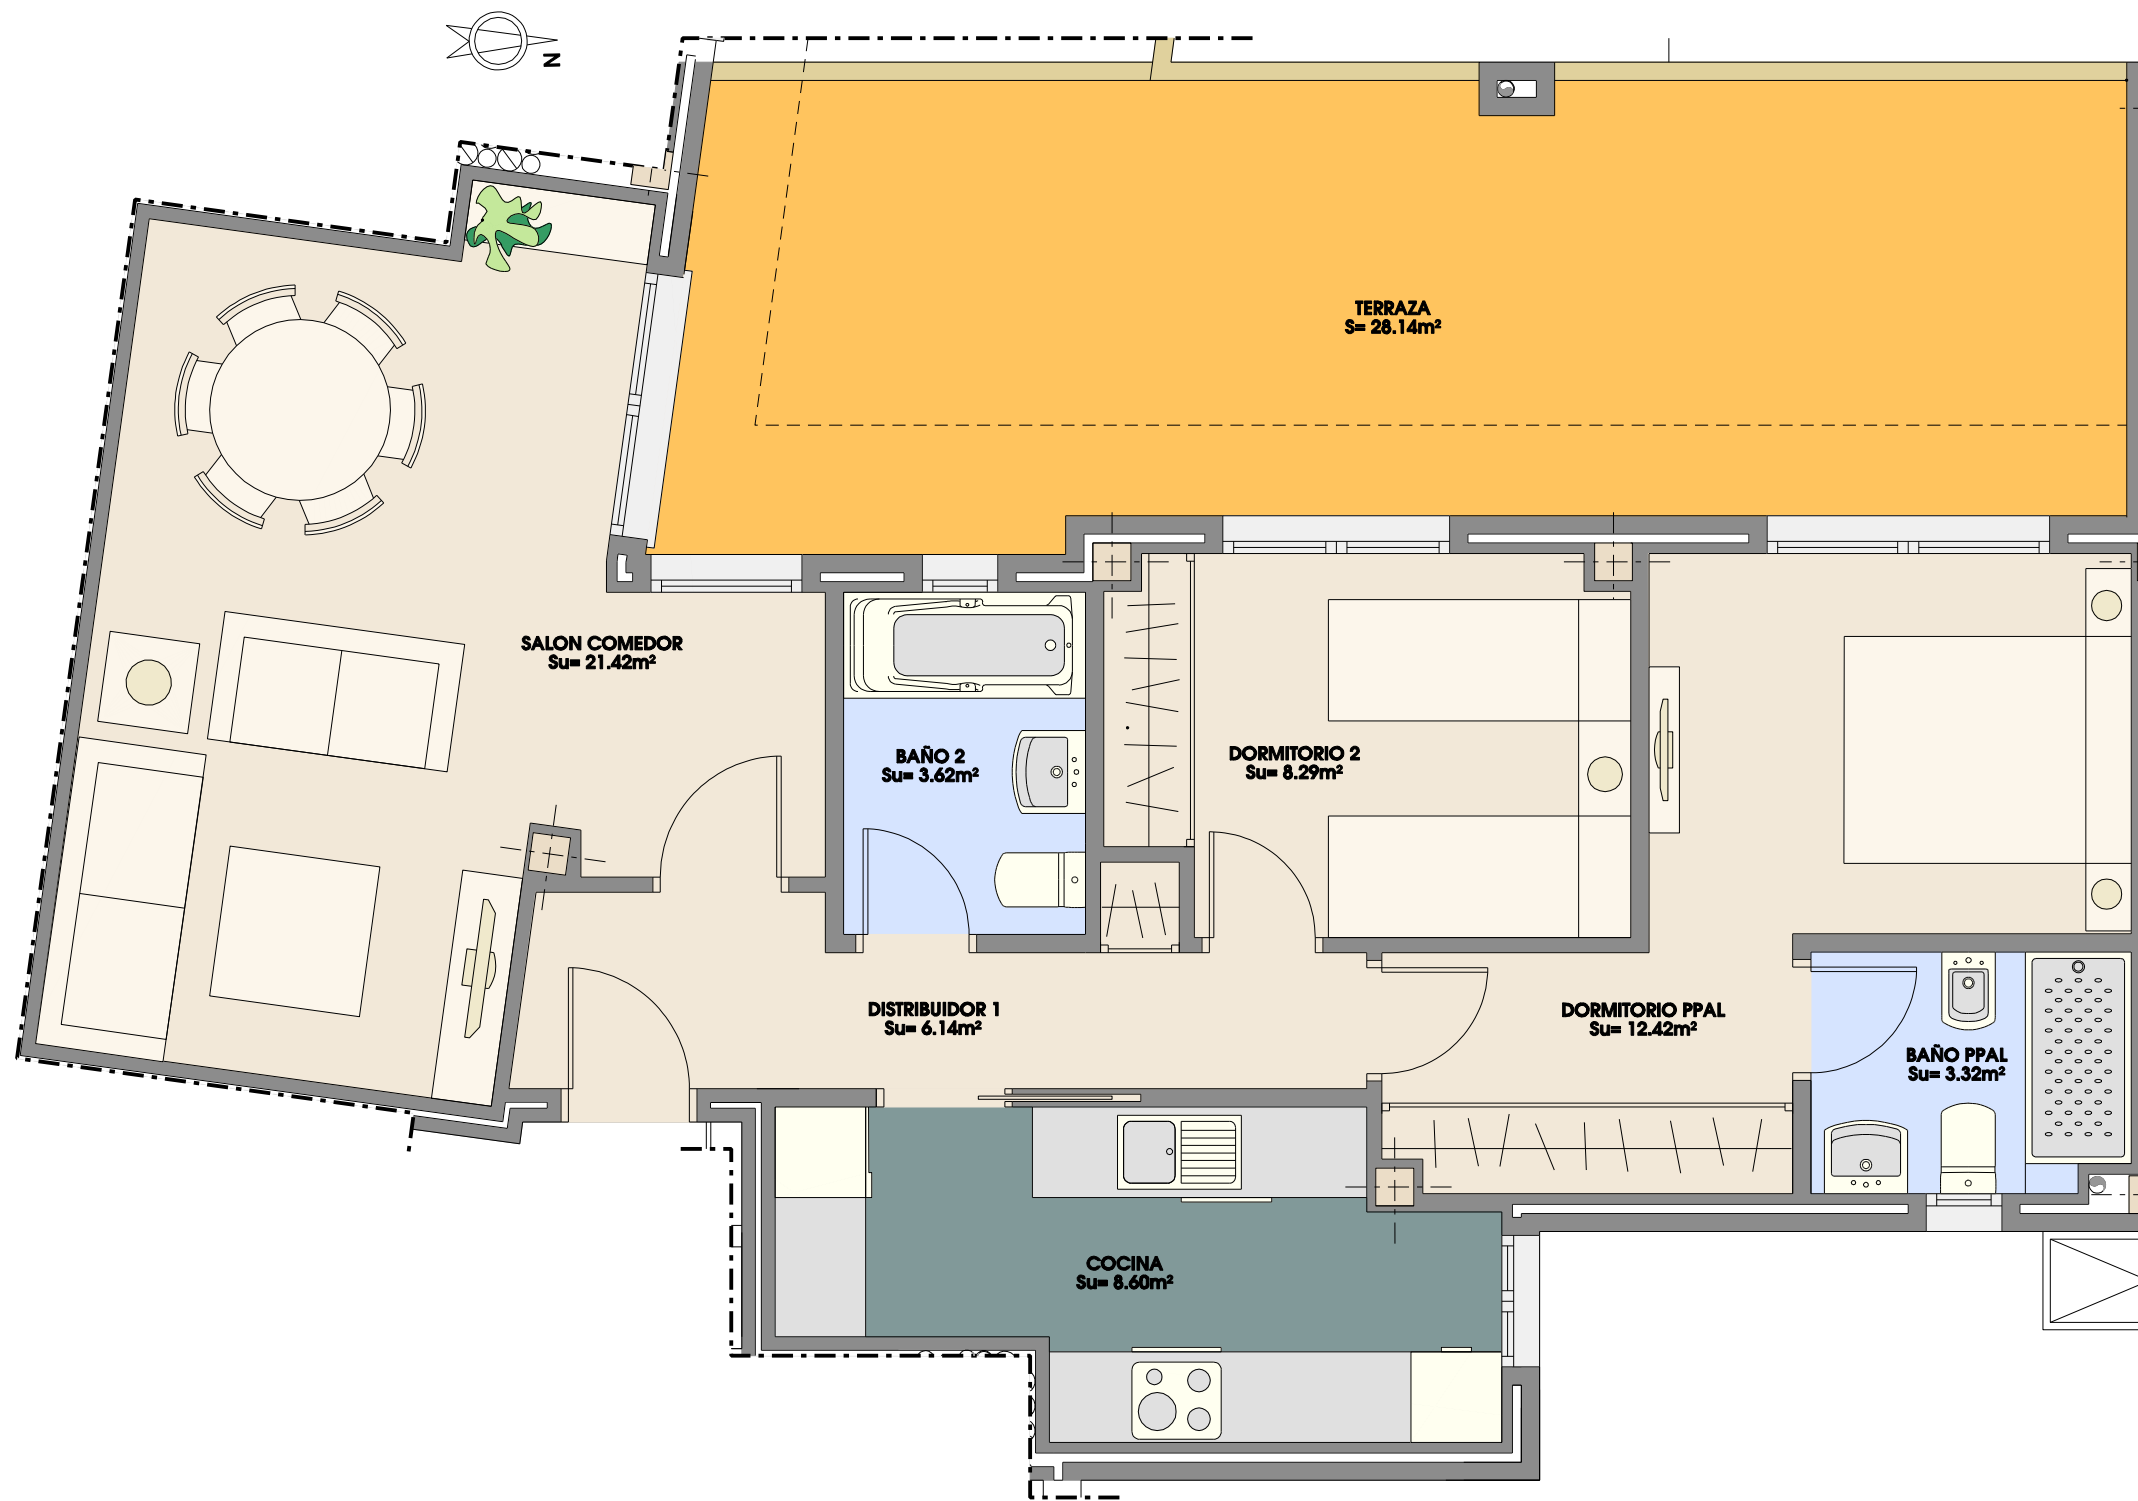 N
TERRAZA
S= 28.14m²
SALON COMEDOR
Su= 21.42m²
BAÑO 2
Su= 3.62m²
DORMITORIO 2
Su= 8.29m²
DISTRIBUIDOR 1
Su= 6.14m²
DORMITORIO PPAL
Su= 12.42m²
BAÑO PPAL
Su= 3.32m²
COCINA
Su= 8.60m²